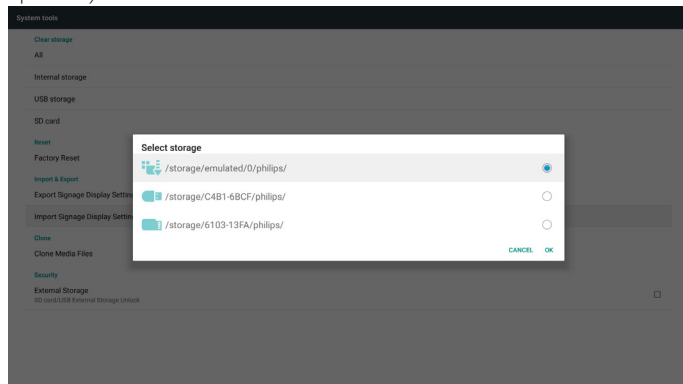 System tools
Clear storage
All
Internal storage
USB storage
SD card
Reset
Factory Reset
Import & Export
Export Signage Display
Import Signage Display
Clone
Clone Media Files
Security
External Storage
SD card/USB External Storage Unlock
Select storage
/storage/emulated/0/philips/
/storage/C4B1-6BCF/philips/
/storage/6103-13FA/philips/
CANCEL OK